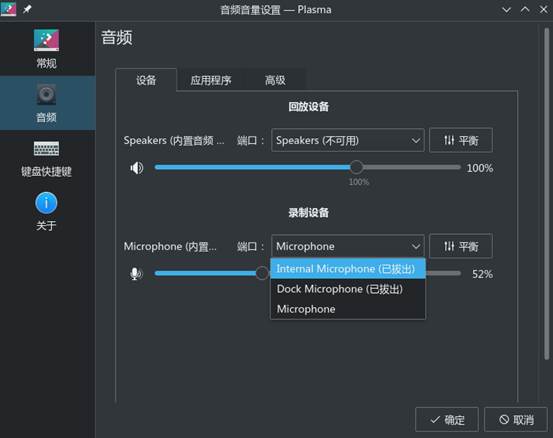 音频音量设置 — Plasma
常规
音频
键盘快捷键
关于
音频
设备
应用程序
高级
回放设备
Speakers (内置音频 ... 端口： Speakers (不可用) 平衡
100%
100%
录制设备
Microphone (内置... 端口： Microphone 平衡
52%
Internal Microphone (已拔出)
Dock Microphone (已拔出)
Microphone
确定 取消